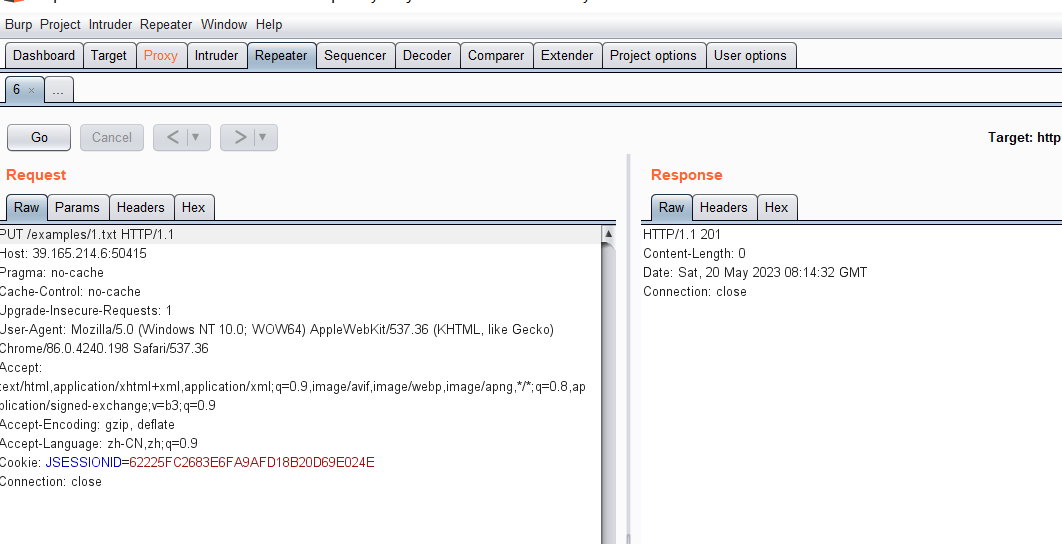 Burp Project Intruder Repeater Window Help
Dashboard Target Proxy Intruder Repeater Sequencer Decoder Comparer Extender Project options User options
6 × ...
Go Cancel < ▼ > ▼ Target: http
Request
Raw Params Headers Hex
PUT /examples/1.txt HTTP/1.1
Host: 39.165.214.6:50415
Pragma: no-cache
Cache-Control: no-cache
Upgrade-Insecure-Requests: 1
User-Agent: Mozilla/5.0 (Windows NT 10.0; WOW64) AppleWebKit/537.36 (KHTML, like Gecko)
Chrome/86.0.4240.198 Safari/537.36
Accept:
text/html,application/xhtml+xml,application/xml;q=0.9,image/avif,image/webp,image/apng,*/*;q=0.8,ap
plication/signed-exchange;v=b3;q=0.9
Accept-Encoding: gzip, deflate
Accept-Language: zh-CN,zh;q=0.9
Cookie: JSESSIONID=62225FC2683E6FA9AFD18B20D69E024E
Connection: close
Response
Raw Headers Hex
HTTP/1.1 201
Content-Length: 0
Date: Sat, 20 May 2023 08:14:32 GMT
Connection: close